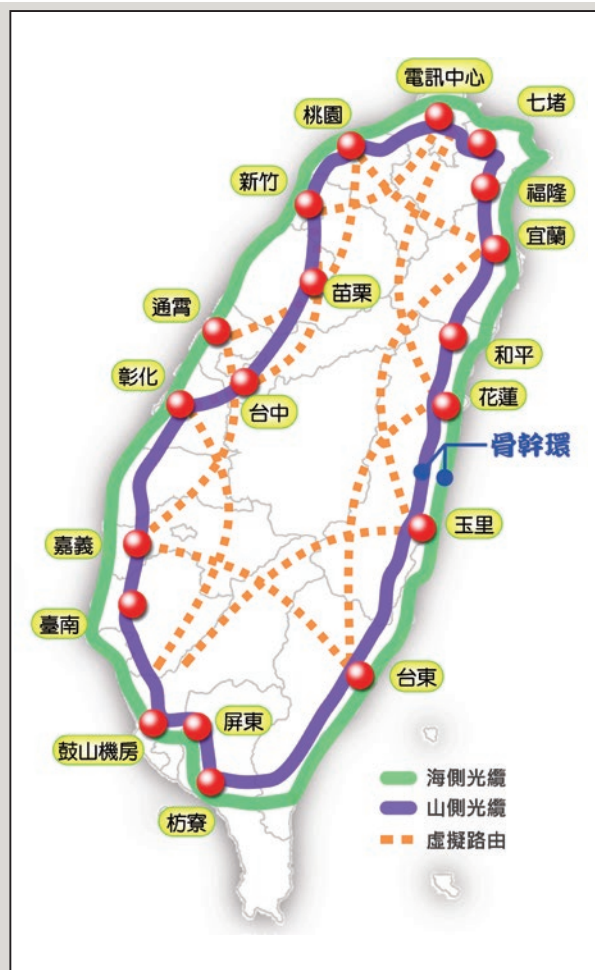 電訊中心
七堵
桃園
福隆
新竹
宜蘭
苗栗
通霄
和平
彰化
台中
花蓮
骨幹環
玉里
嘉義
臺南
台東
屏東
鼓山機房
枋寮
海側光纜
山側光纜
虛擬路由